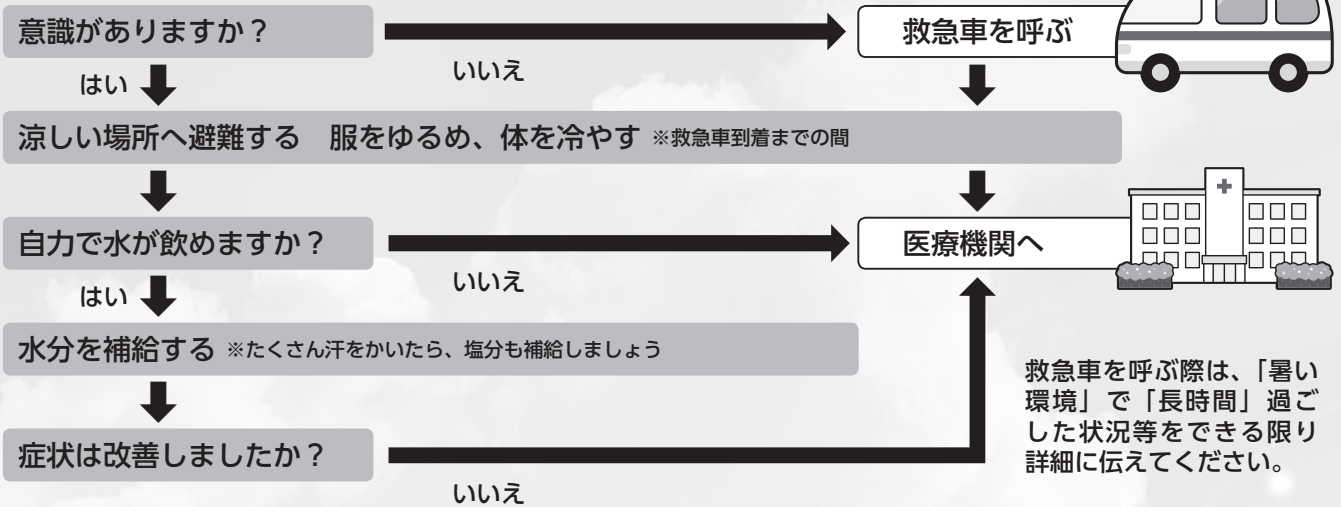 意識がありますか？
救急車を呼ぶ
はい
いいえ
涼しい場所へ避難する　服をゆるめ、体を冷やす ※救急車到着までの間
自力で水が飲めますか？
医療機関へ
はい
いいえ
水分を補給する ※たくさん汗をかいたら、塩分も補給しましょう
症状は改善しましたか？
いいえ
救急車を呼ぶ際は、「暑い
環境」で「長時間」過ご
した状況等をできる限り
詳細に伝えてください。